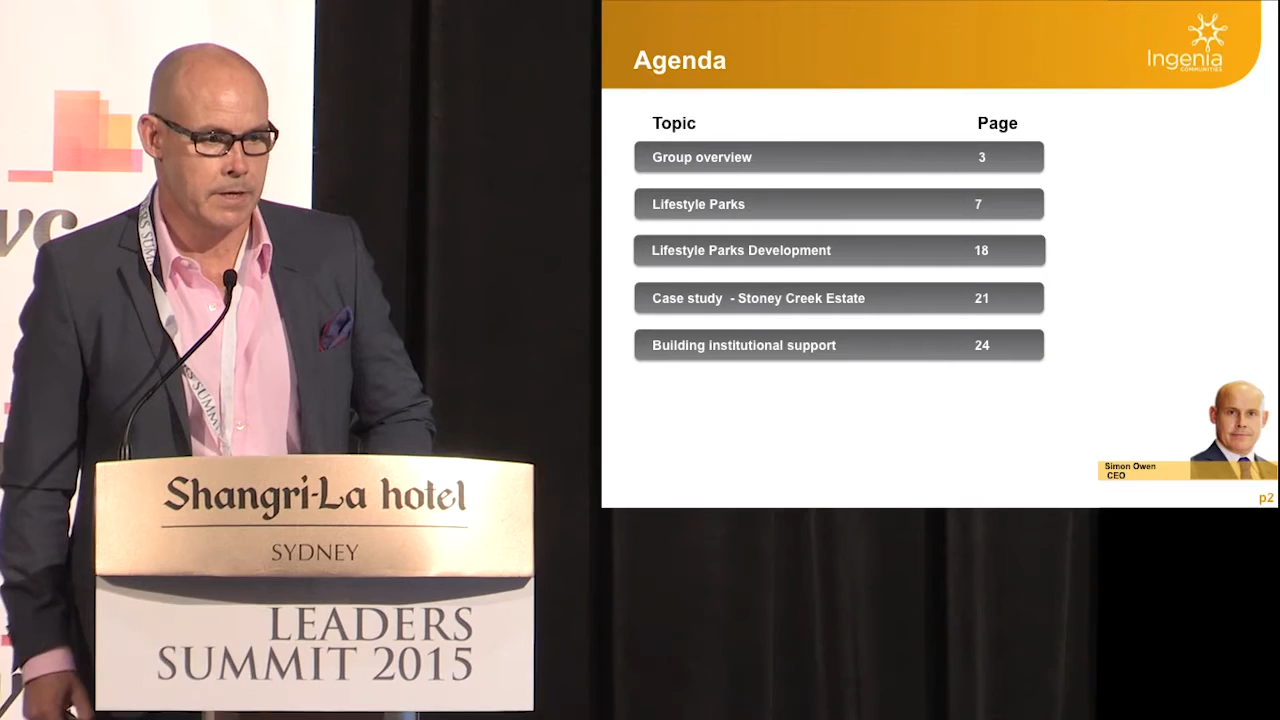 Agenda
Ingenia
COMMUNITIES
Topic Page
Group overview 3
Lifestyle Parks 7
Lifestyle Parks Development 18
Case study - Stoney Creek Estate 21
Building institutional support 24
Simon Owen
CEO
p2
Shangri-La hotel
SYDNEY
LEADERS
SUMMIT 2015